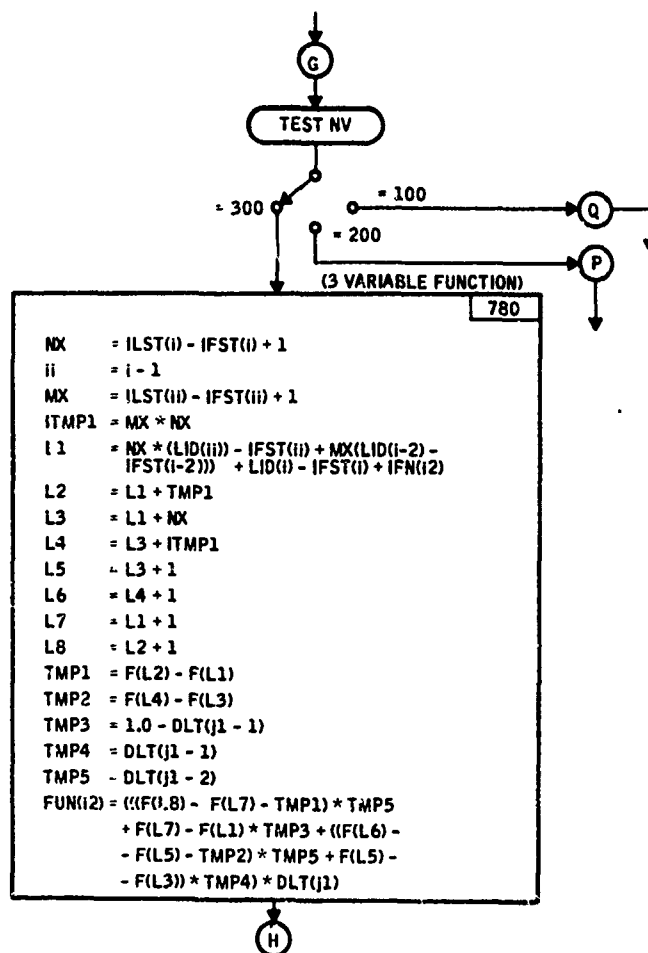 G
TEST NV
= 300
= 100
Q
= 200
P
(3 VARIABLE FUNCTION)
780
NX = ILST(i) - IFST(i) + 1
ii = i - 1
MX = ILST(ii) - IFST(ii) + 1
ITMP1 = MX * NX
L1 = NX * (LID(ii)) - IFST(ii) + MX(LID(i-2) -
IFST(i-2))) + LID(i) - IFST(i) + IFN(i2)
L2 = L1 + TMP1
L3 = L1 + NX
L4 = L3 + ITMP1
L5 - L3 + 1
L6 = L4 + 1
L7 = L1 + 1
L8 = L2 + 1
TMP1 = F(L2) - F(L1)
TMP2 = F(L4) - F(L3)
TMP3 = 1.0 - DLT(j1 - 1)
TMP4 = DLT(j1 - 1)
TMP5 - DLT(j1 - 2)
FUN(i2) = (((F(L8) - F(L7) - TMP1) * TMP5
+ F(L7) - F(L1) * TMP3 + ((F(L6) -
- F(L5) - TMP2) * TMP5 + F(L5) -
- F(L3)) * TMP4) * DLT(j1)
H